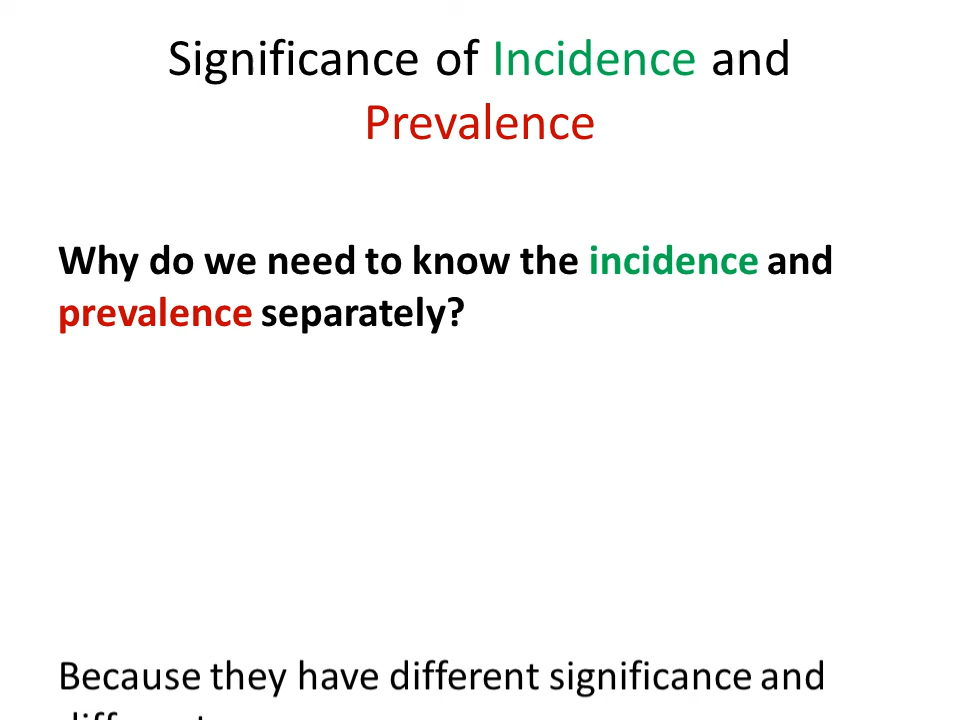 Significance of Incidence and
Prevalence
Why do we need to know the incidence and
prevalence separately?
Because they have different significance and
different